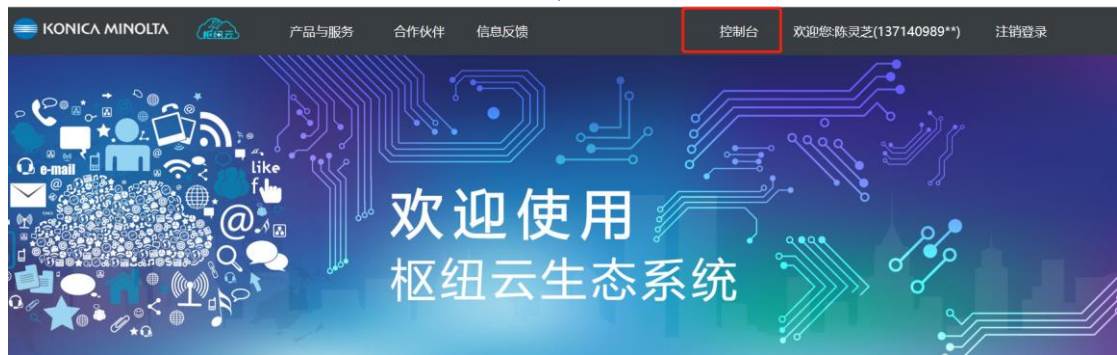 KONICA MINOLTA 枢纽云 产品与服务 合作伙伴 信息反馈 控制台 欢迎您:陈灵芝(137140989**) 注销登录
e-mail
like
f
@
@
@
欢迎使用
枢纽云生态系统